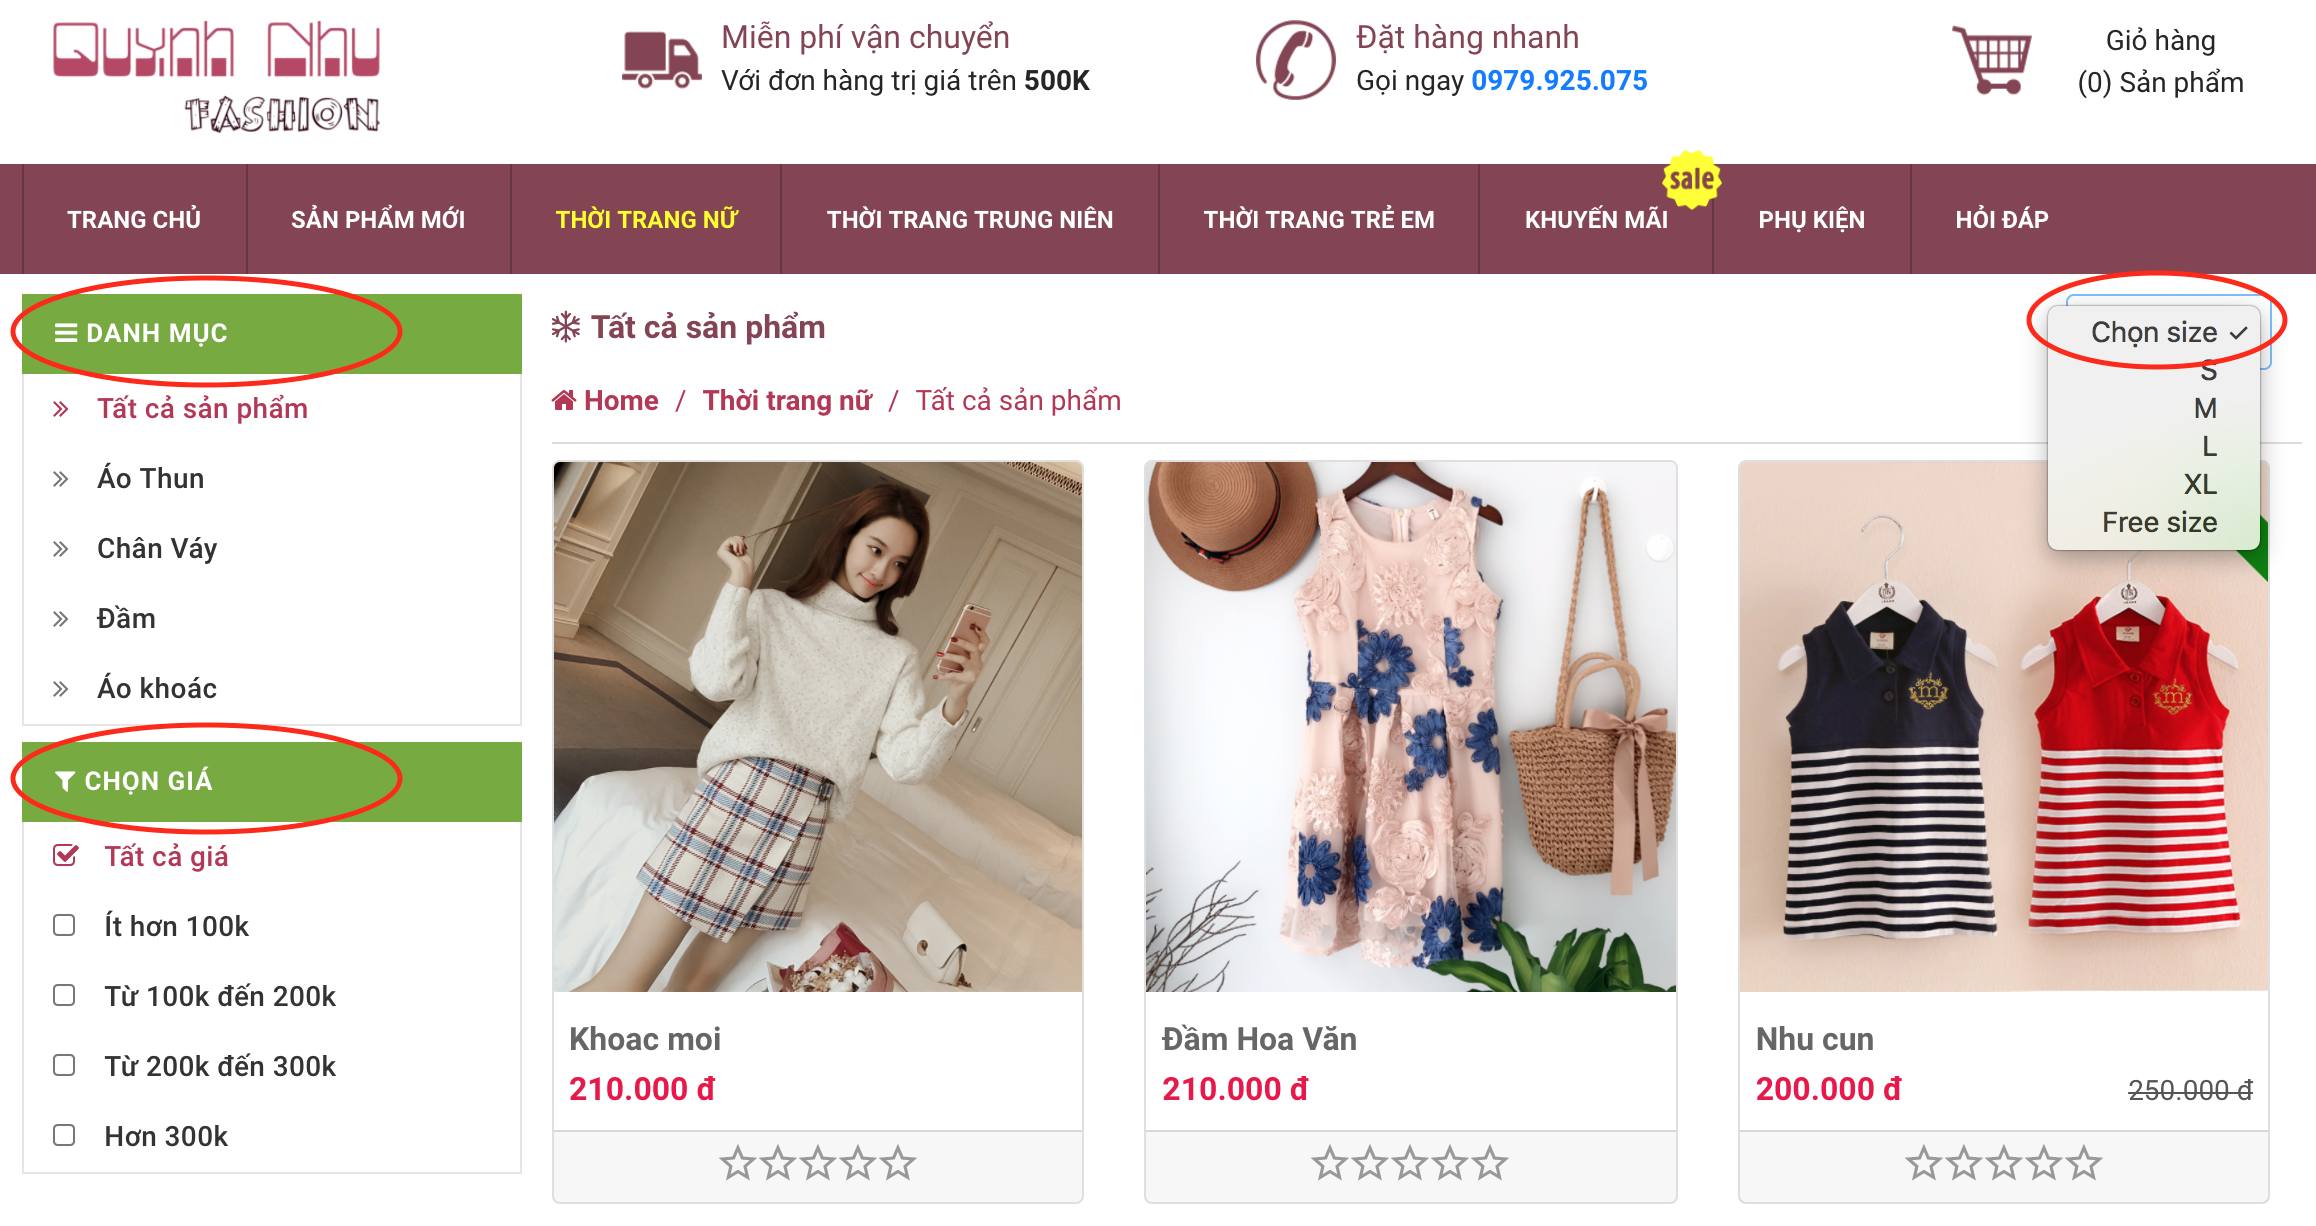 Quỳnh Như
FASHION
Miễn phí vận chuyển
Với đơn hàng trị giá trên 500K
Đặt hàng nhanh
Gọi ngay 0979.925.075
Giỏ hàng
(0) Sản phẩm
TRANG CHỦ
SẢN PHẨM MỚI
THỜI TRANG NỮ
THỜI TRANG TRUNG NIÊN
THỜI TRANG TRẺ EM
KHUYẾN MÃI
sale
PHỤ KIỆN
HỎI ĐÁP
DANH MỤC
Tất cả sản phẩm
Áo Thun
Chân Váy
Đầm
Áo khoác
CHỌN GIÁ
Tất cả giá
Ít hơn 100k
Từ 100k đến 200k
Từ 200k đến 300k
Hơn 300k
Tất cả sản phẩm
Home / Thời trang nữ / Tất cả sản phẩm
Chọn size
S
M
L
XL
Free size
Khoac moi
210.000 đ
Đầm Hoa Văn
210.000 đ
m
m
Nhu cun
200.000 đ
250.000 đ